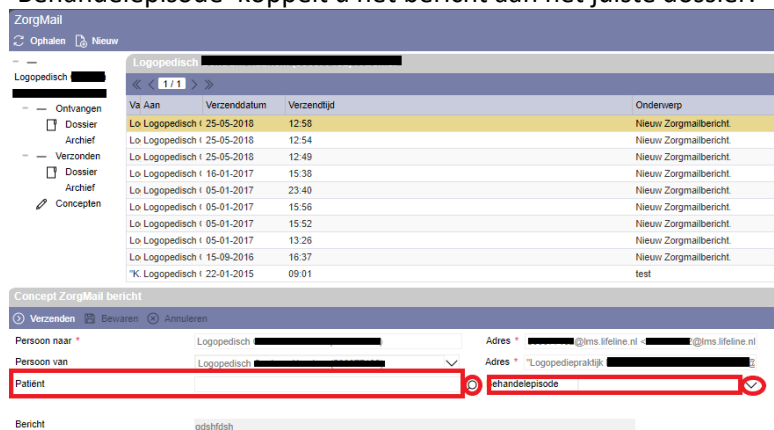 'Behandelepisode' koppelt u het bericht aan het juiste dossier.
ZorgMail
Ophalen Nieuw
Logopedisch
Logopedisch
1/1
Ontvangen
Dossier
Archief
Verzonden
Dossier
Archief
Concepten
Va Aan Verzenddatum Verzendtijd Onderwerp
Lo Logopedisch 25-05-2018 12:58 Nieuw Zorgmailbericht.
Lo Logopedisch 25-05-2018 12:54 Nieuw Zorgmailbericht.
Lo Logopedisch 25-05-2018 12:49 Nieuw Zorgmailbericht.
Lo Logopedisch 16-01-2017 15:38 Nieuw Zorgmailbericht.
Lo Logopedisch 05-01-2017 23:40 Nieuw Zorgmailbericht.
Lo Logopedisch 05-01-2017 15:56 Nieuw Zorgmailbericht.
Lo Logopedisch 05-01-2017 15:52 Nieuw Zorgmailbericht.
Lo Logopedisch 05-01-2017 13:26 Nieuw Zorgmailbericht.
Lo Logopedisch 15-09-2016 16:37 Nieuw Zorgmailbericht.
"K. Logopedisch 22-01-2015 09:01 test
Concept ZorgMail bericht
Verzenden Bewaren Annuleren
Persoon naar * Logopedisch Adres * @lms.lifeline.nl < @lms.lifeline.nl
Persoon van Logopedisch Adres * "Logopediepraktijk
Patiënt Behandelepisode
Bericht qdshfdsh